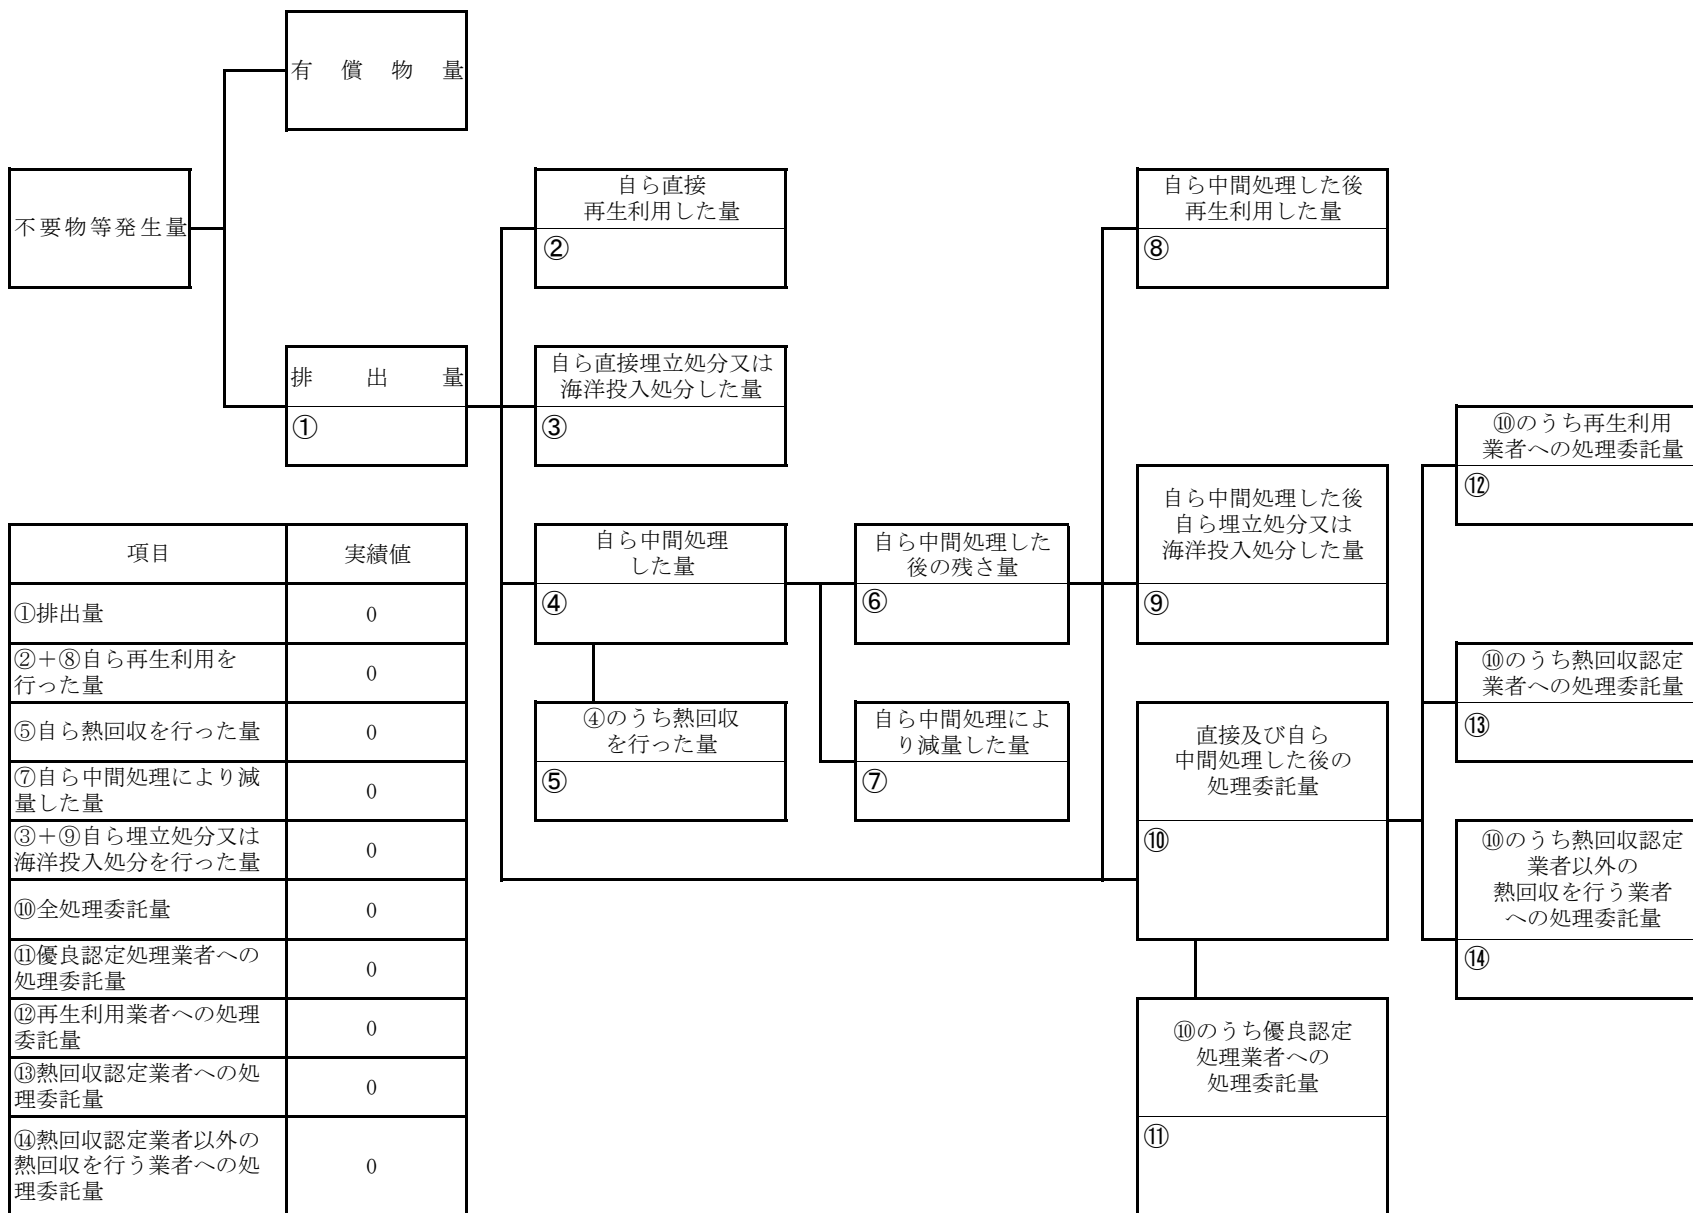 有償物量
不要物等発生量
排出量
①
自ら直接
再生利用した量
②
自ら直接埋立処分又は
海洋投入処分した量
③
自ら中間処理
した量
④
④のうち熱回収
を行った量
⑤
自ら中間処理した
後の残さ量
⑥
自ら中間処理によ
り減量した量
⑦
自ら中間処理した後
再生利用した量
⑧
自ら中間処理した後
自ら埋立処分又は
海洋投入処分した量
⑨
直接及び自ら
中間処理した後の
処理委託量
⑩
⑩のうち優良認定
処理業者への
処理委託量
⑪
⑩のうち再生利用
業者への処理委託量
⑫
⑩のうち熱回収認定
業者への処理委託量
⑬
⑩のうち熱回収認定
業者以外の
熱回収を行う業者
への処理委託量
⑭
項目 実績値
①排出量 0
②+⑧自ら再生利用を
行った量 0
⑤自ら熱回収を行った量 0
⑦自ら中間処理により減
量した量 0
③+⑨自ら埋立処分又は
海洋投入処分を行った量 0
⑩全処理委託量 0
⑪優良認定処理業者への
処理委託量 0
⑫再生利用業者への処理
委託量 0
⑬熱回収認定業者への処
理委託量 0
⑭熱回収認定業者以外の
熱回収を行う業者への処 0
理委託量